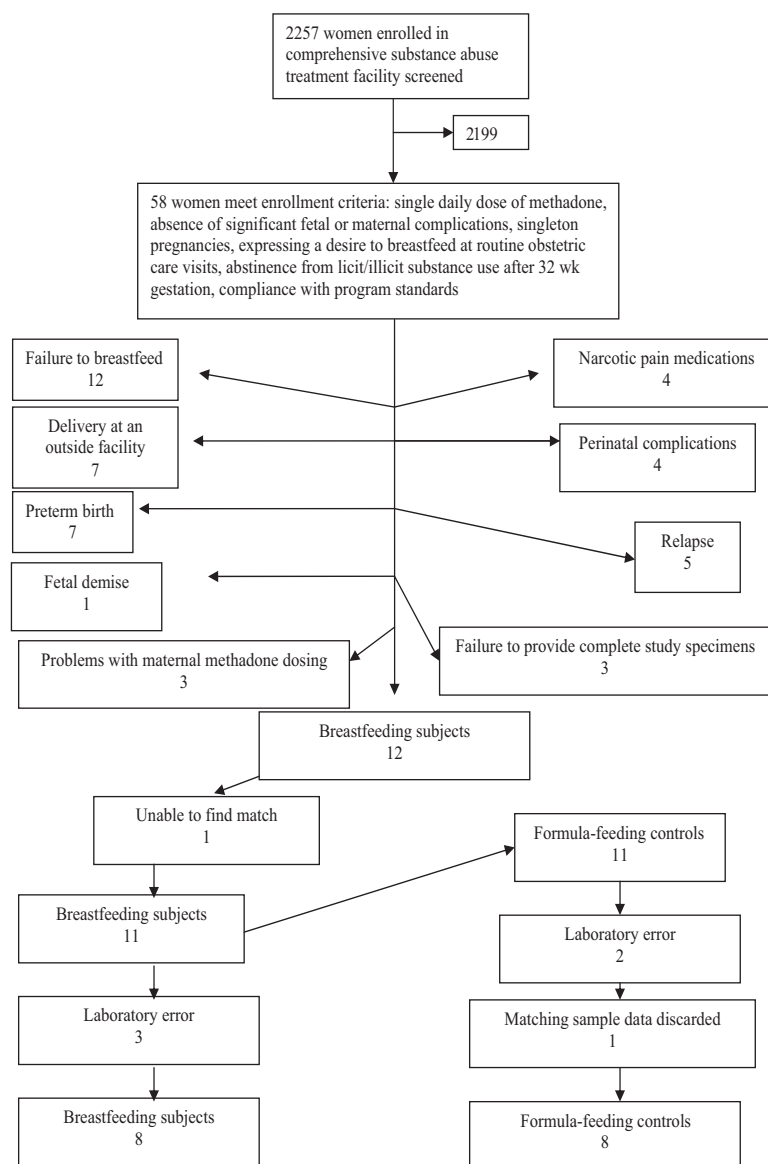 2257 women enrolled in
comprehensive substance abuse
treatment facility screened
2199
58 women meet enrollment criteria: single daily dose of methadone,
absence of significant fetal or maternal complications, singleton
pregnancies, expressing a desire to breastfeed at routine obstetric
care visits, abstinence from licit/illicit substance use after 32 wk
gestation, compliance with program standards
Failure to breastfeed
12
Narcotic pain medications
4
Delivery at an
outside facility
7
Perinatal complications
4
Preterm birth
7
Relapse
5
Fetal demise
1
Problems with maternal methadone dosing
3
Failure to provide complete study specimens
3
Breastfeeding subjects
12
Unable to find match
1
Formula-feeding controls
11
Breastfeeding subjects
11
Laboratory error
2
Laboratory error
3
Matching sample data discarded
1
Breastfeeding subjects
8
Formula-feeding controls
8